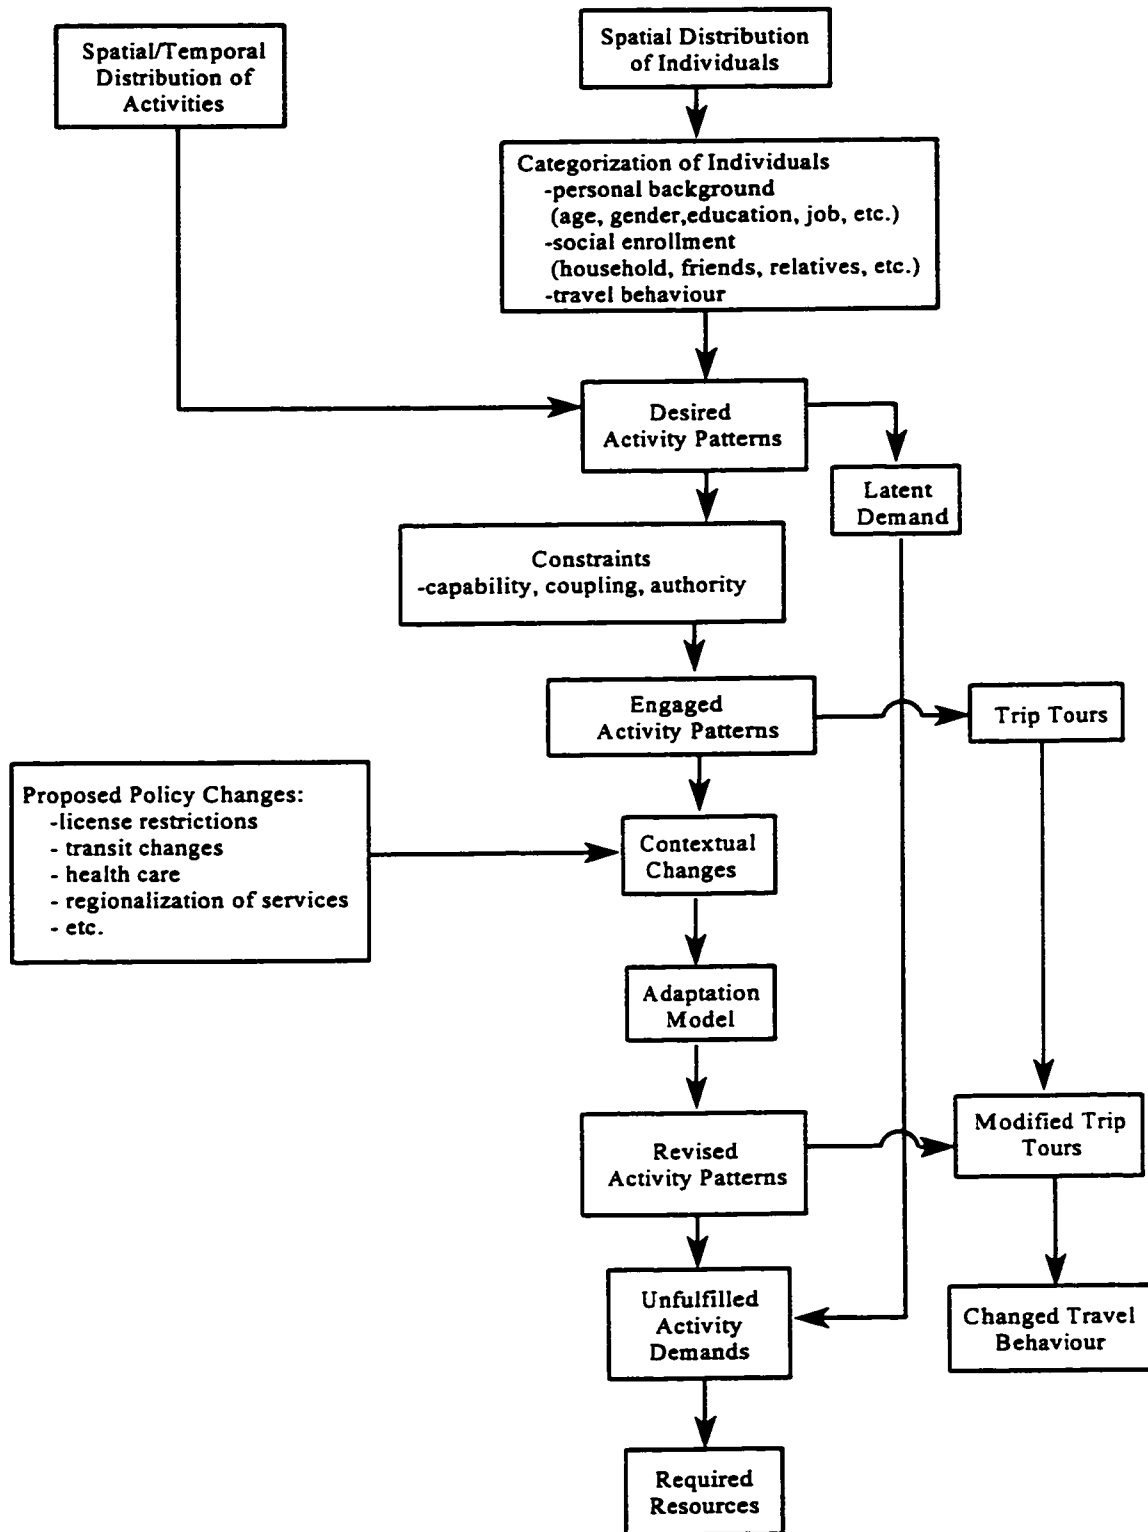 Spatial/Temporal
Distribution of
Activities
Spatial Distribution
of Individuals
Categorization of Individuals
-personal background
(age, gender,education, job, etc.)
-social enrollment
(household, friends, relatives, etc.)
-travel behaviour
Desired
Activity Patterns
Latent
Demand
Constraints
-capability, coupling, authority
Engaged
Activity Patterns
Trip Tours
Proposed Policy Changes:
-license restrictions
- transit changes
- health care
- regionalization of services
- etc.
Contextual
Changes
Adaptation
Model
Revised
Activity Patterns
Modified Trip
Tours
Unfulfilled
Activity
Demands
Changed Travel
Behaviour
Required
Resources